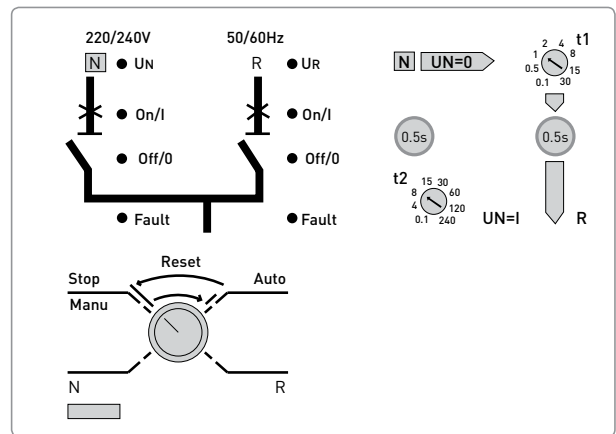 220/240V 50/60Hz
N UN R UR
On/I On/I
Off/0 Off/0
Fault Fault
N UN=0
t1
0.1 0.5 1 2 4 8 15 30
0.5s 0.5s
t2
0.1 4 8 15 30 60 120 240
UN=I R
Reset
Stop Auto
Manu
N R